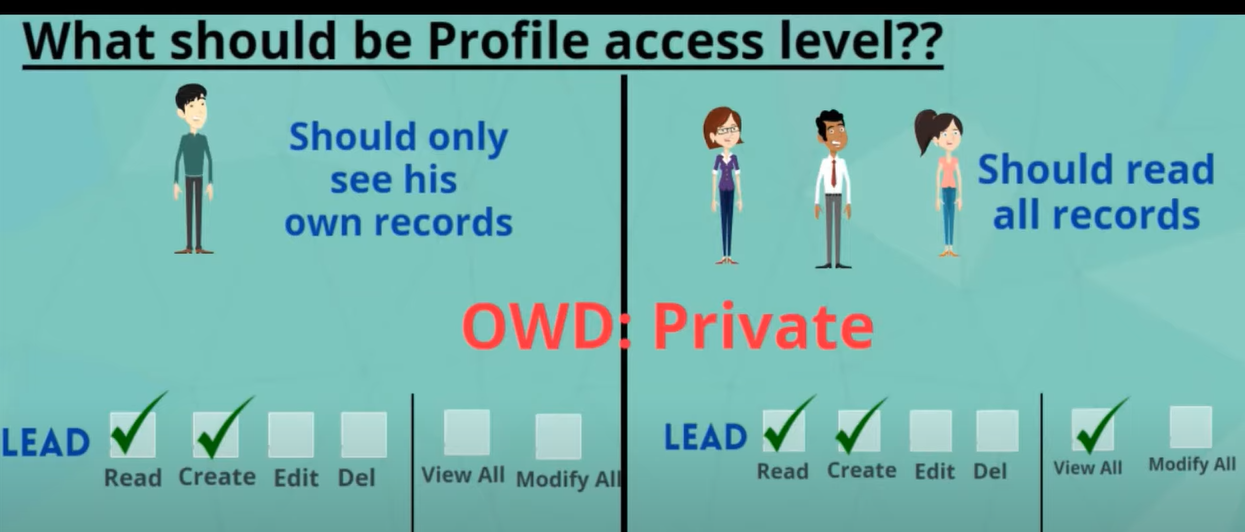 What should be Profile access level??
Should only
see his
own records
Should read
all records
OWD: Private
LEAD
Read Create Edit Del
View All Modify All
LEAD
Read Create Edit Del
View All Modify All